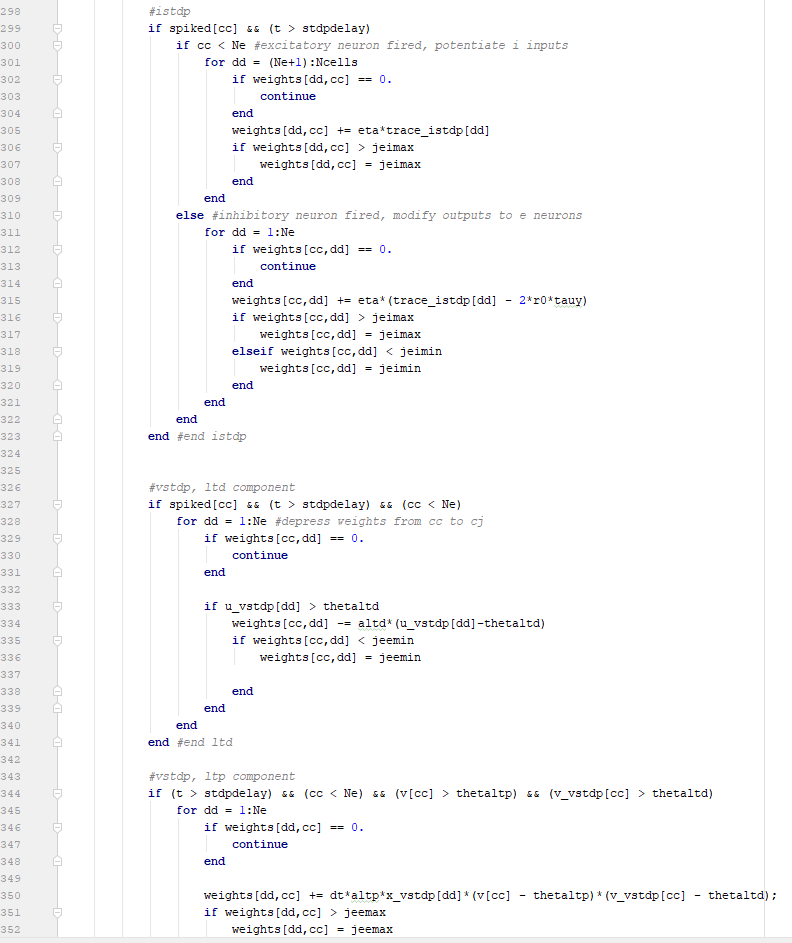 298 #istdp
299 if spiked[cc] && (t > stdpdelay)
300 if cc < Ne #excitatory neuron fired, potentiate i inputs
301 for dd = (Ne+1):Ncells
302 if weights[dd,cc] == 0.
303 continue
304 end
305 weights[dd,cc] += eta*trace_istdp[dd]
306 if weights[dd,cc] > jeimax
307 weights[dd,cc] = jeimax
308 end
309 end
310 else #inhibitory neuron fired, modify outputs to e neurons
311 for dd = 1:Ne
312 if weights[cc,dd] == 0.
313 continue
314 end
315 weights[cc,dd] += eta*(trace_istdp[dd] - 2*r0*tauy)
316 if weights[cc,dd] > jeimax
317 weights[cc,dd] = jeimax
318 elseif weights[cc,dd] < jeimin
319 weights[cc,dd] = jeimin
320 end
321 end
322 end
323 end #end istdp
324
325
326 #vstdp, ltd component
327 if spiked[cc] && (t > stdpdelay) && (cc < Ne)
328 for dd = 1:Ne #depress weights from cc to cj
329 if weights[cc,dd] == 0.
330 continue
331 end
332
333 if u_vstdp[dd] > thetaltd
334 weights[cc,dd] -= altd*(u_vstdp[dd]-thetaltd)
335 if weights[cc,dd] < jeemin
336 weights[cc,dd] = jeemin
337
338 end
339 end
340 end
341 end #end ltd
342
343 #vstdp, ltp component
344 if (t > stdpdelay) && (cc < Ne) && (v[cc] > thetaltp) && (v_vstdp[cc] > thetaltd)
345 for dd = 1:Ne
346 if weights[dd,cc] == 0.
347 continue
348 end
349
350 weights[dd,cc] += dt*altp*x_vstdp[dd]*(v[cc] - thetaltp)*(v_vstdp[cc] - thetaltd);
351 if weights[dd,cc] > jeemax
352 weights[dd,cc] = jeemax